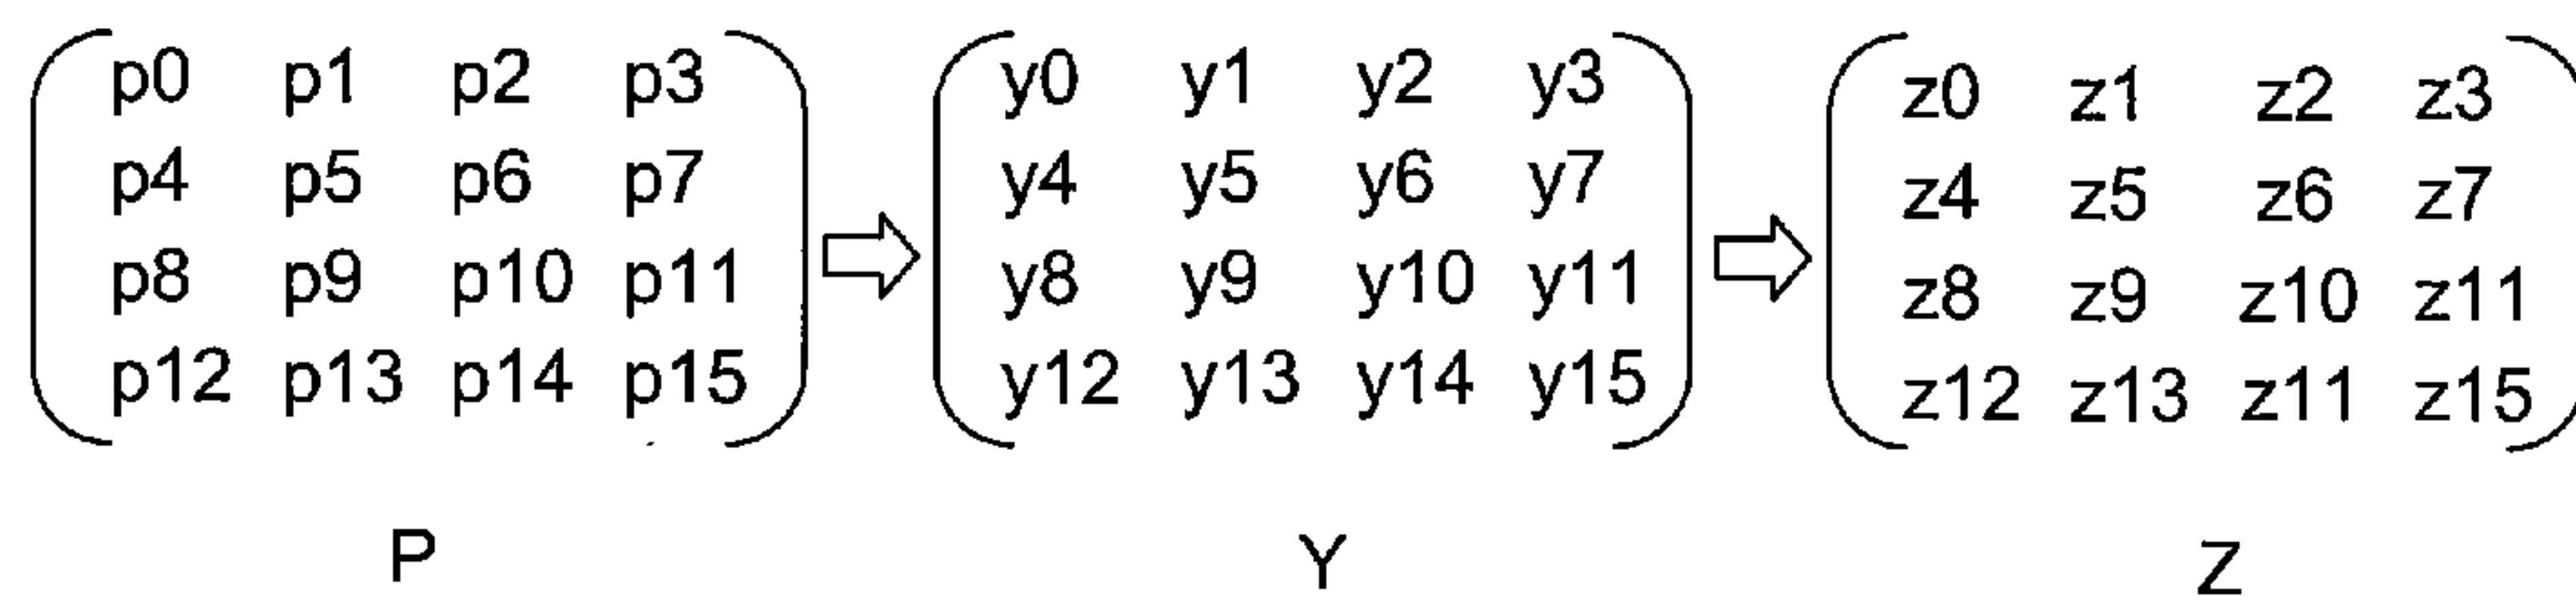 p0 p1 p2 p3 y0 y1 y2 y3 z0 z1 z2 z3
p4 p5 p6 p7 y4 y5 y6 y7 z4 z5 z6 z7
p8 p9 p10 p11 y8 y9 y10 y11 z8 z9 z10 z11
p12 p13 p14 p15 y12 y13 y14 y15 z12 z13 z11 z15
P Y Z